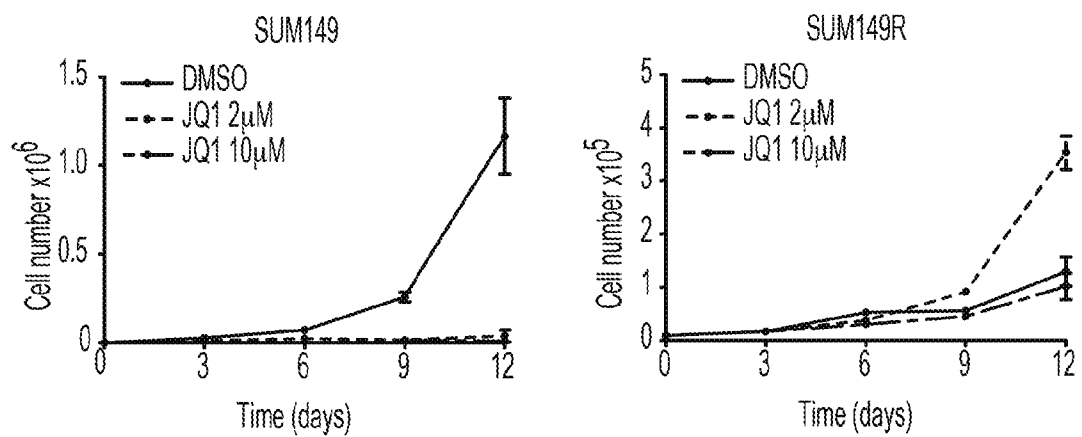 SUM149
1.5
1.0
0.5
0
Cell number x10^6
DMSO
JQ1 2µM
JQ1 10µM
0 3 6 9 12
Time (days)
SUM149R
5
4
3
2
1
0
Cell number x10^5
DMSO
JQ1 2µM
JQ1 10µM
0 3 6 9 12
Time (days)